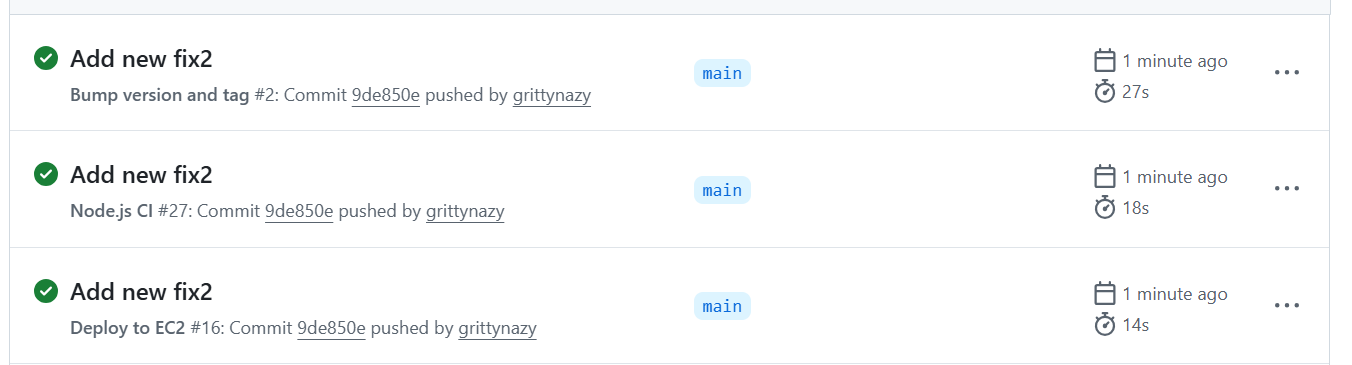 Add new fix2
Bump version and tag #2: Commit 9de850e pushed by grittynazy
main
1 minute ago
27s
Add new fix2
Node.js CI #27: Commit 9de850e pushed by grittynazy
main
1 minute ago
18s
Add new fix2
Deploy to EC2 #16: Commit 9de850e pushed by grittynazy
main
1 minute ago
14s